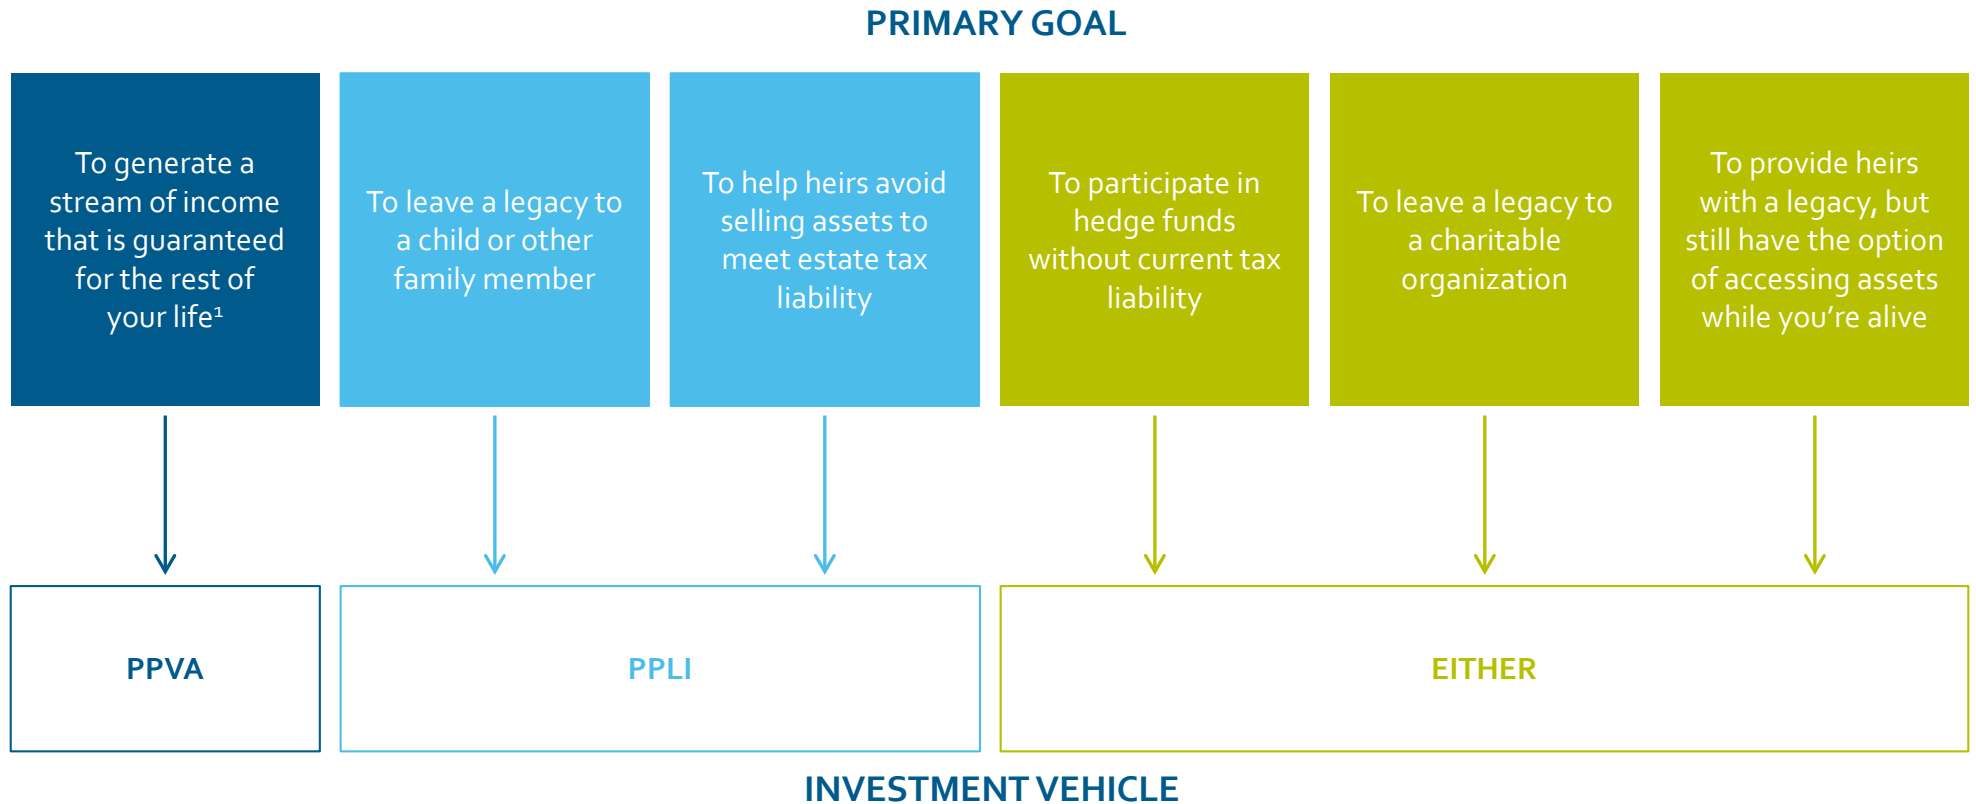 PRIMARY GOAL
To generate a
stream of income
that is guaranteed
for the rest of
your life¹
To leave a legacy to
a child or other
family member
To help heirs avoid
selling assets to
meet estate tax
liability
To participate in
hedge funds
without current tax
liability
To leave a legacy to
a charitable
organization
To provide heirs
with a legacy, but
still have the option
of accessing assets
while you’re alive
PPVA
PPLI
EITHER
INVESTMENT VEHICLE